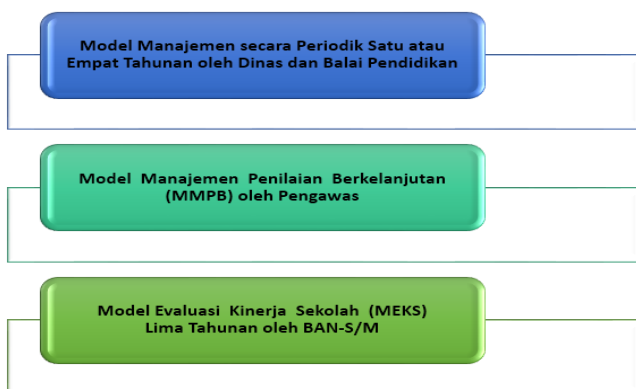 Model Manajemen secara Periodik Satu atau
Empat Tahunan oleh Dinas dan Balai Pendidikan
Model Manajemen Penilaian Berkelanjutan
(MMPB) oleh Pengawas
Model Evaluasi Kinerja Sekolah (MEKS)
Lima Tahunan oleh BAN-S/M